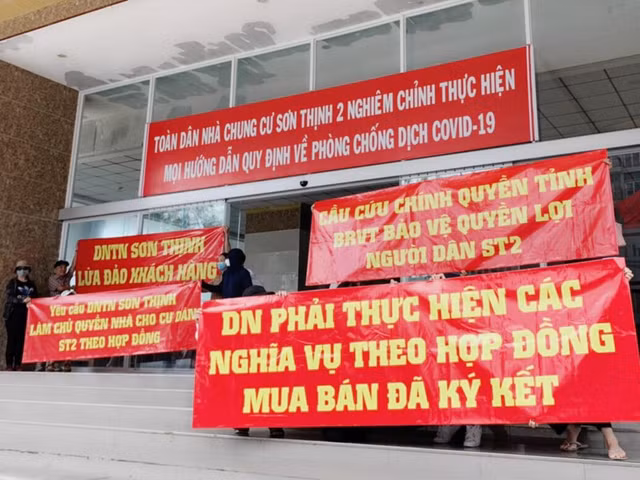 TOÀN DÂN NHÀ CHUNG CƯ SƠN THỊNH 2 NGHIÊM CHỈNH THỰC HIỆN
MỌI HƯỚNG DẪN QUY ĐỊNH VỀ PHÒNG CHỐNG DỊCH COVID-19
DNTN SƠN THỊNH
LỪA ĐẢO KHÁCH HÀNG
CẦU CỨU CHÍNH QUYỀN TỈNH
BRVT BẢO VỆ QUYỀN LỢI
NGƯỜI DÂN ST2
YÊU CẦU DNTN SƠN THỊNH
LÀM CHỦ QUYỀN NHÀ CHO CƯ DÂN
ST2 THEO HỢP ĐỒNG
DN PHẢI THỰC HIỆN CÁC
NGHĨA VỤ THEO HỢP ĐỒNG
MUA BÁN ĐÃ KÝ KẾT